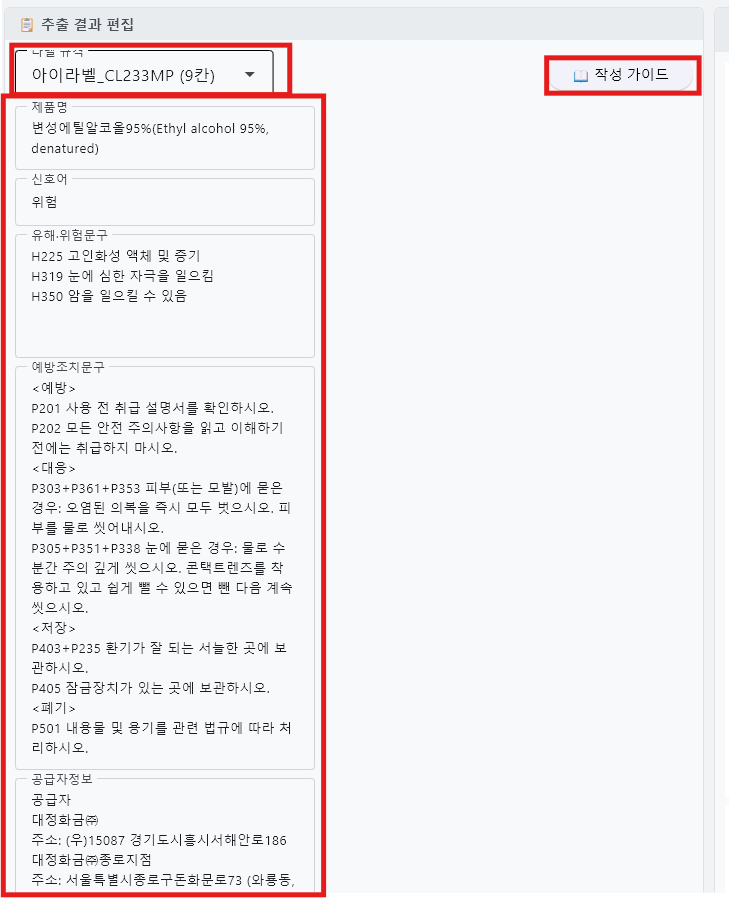 추출 결과 편집
라벨 규격
아이라벨_CL233MP (9칸)
작성 가이드
제품명
변성에틸알코올95%(Ethyl alcohol 95%,
denatured)
신호어
위험
유해·위험문구
H225 고인화성 액체 및 증기
H319 눈에 심한 자극을 일으킴
H350 암을 일으킬 수 있음
예방조치문구
<예방>
P201 사용 전 취급 설명서를 확인하시오.
P202 모든 안전 주의사항을 읽고 이해하기
전에는 취급하지 마시오.
<대응>
P303+P361+P353 피부(또는 모발)에 묻은
경우: 오염된 의복을 즉시 모두 벗으시오. 피
부를 물로 씻어내시오.
P305+P351+P338 눈에 묻은 경우: 물로 수
분간 주의 깊게 씻으시오. 콘택트렌즈를 착
용하고 있고 쉽게 뺄 수 있으면 뺀 다음 계속
씻으시오.
<저장>
P403+P235 환기가 잘 되는 서늘한 곳에 보
관하시오.
P405 잠금장치가 있는 곳에 보관하시오.
<폐기>
P501 내용물 및 용기를 관련 법규에 따라 처
리하시오.
공급자정보
공급자
대정화금㈜
주소: (우)15087 경기도시흥시서해안로186
대정화금㈜종로지점
주소: 서울특별시종로구돈화문로73 (와룡동,